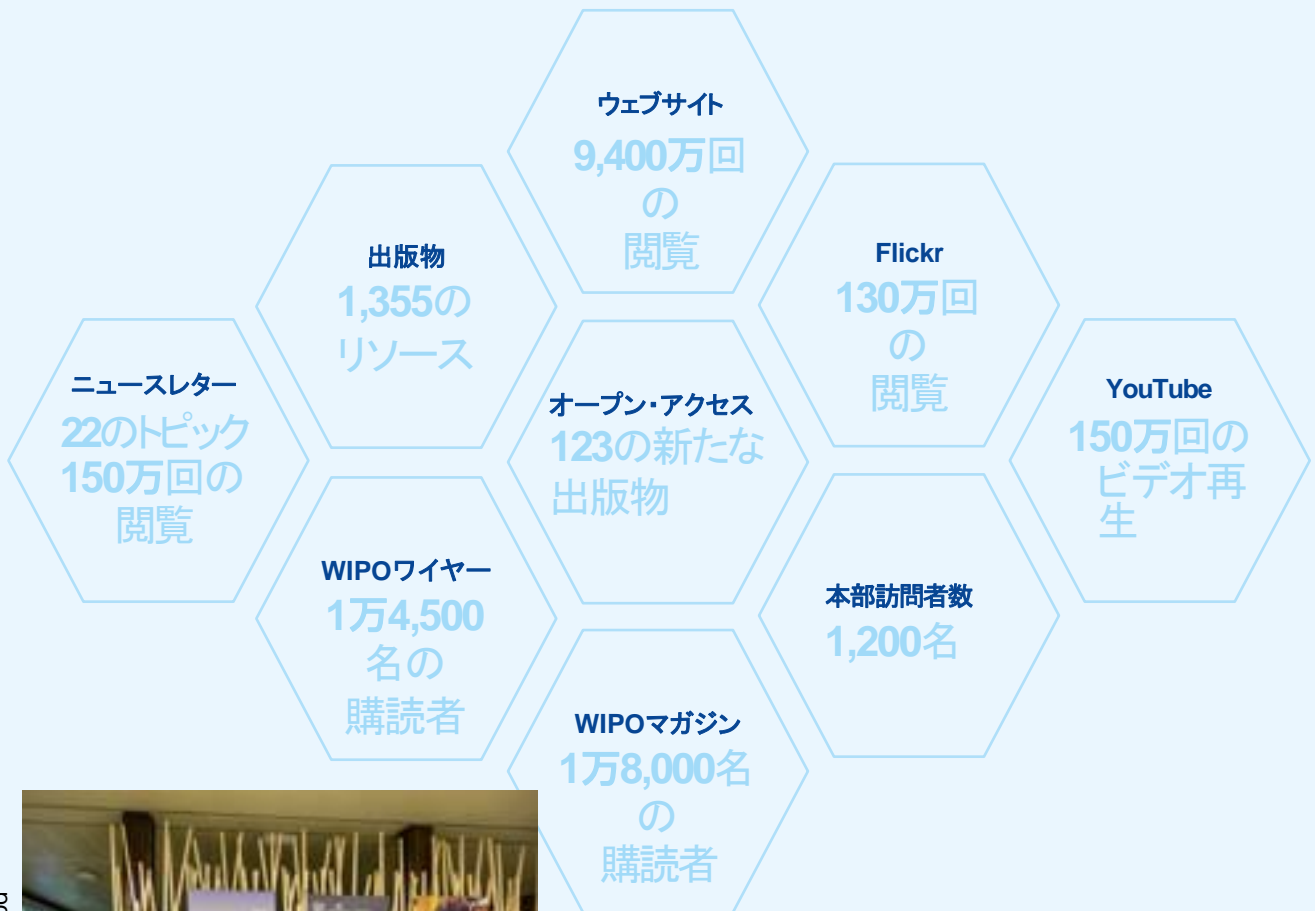 ウェブサイト
9,400万回
の
閲覧
出版物
1,355の
リソース
Flickr
130万回
の
閲覧
ニュースレター
22のトピック
150万回の
閲覧
オープン・アクセス
123の新たな
出版物
YouTube
150万回の
ビデオ再
生
WIPOワイヤー
1万4,500
名の
購読者
本部訪問者数
1,200名
WIPOマガジン
1万8,000名
の
購読者